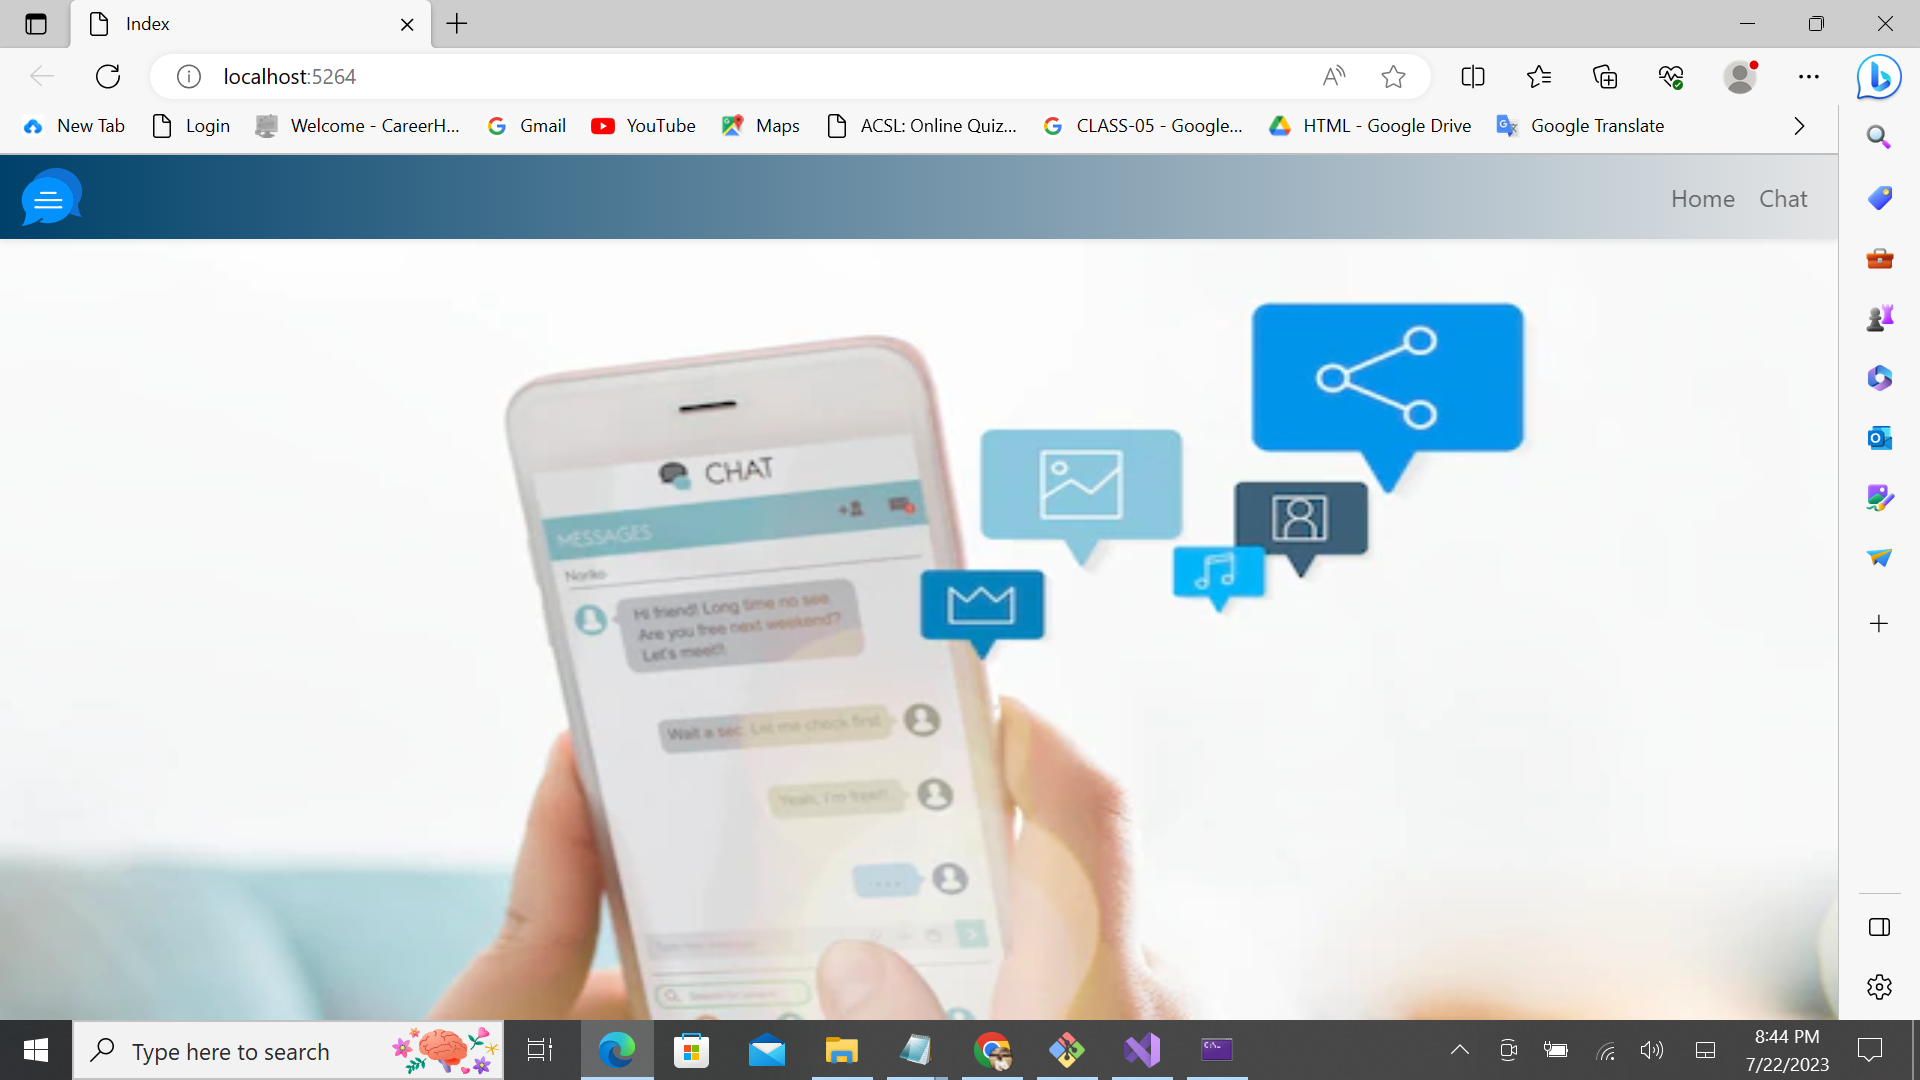 Index
localhost:5264
New Tab
Login
Welcome - CareerH...
Gmail
YouTube
Maps
ACSL: Online Quiz...
CLASS-05 - Google...
HTML - Google Drive
Google Translate
Home
Chat
CHAT
MESSAGES
Noriko
Hi friend! Long time no see.
Are you free next weekend?
Let's meet!!
Wait a sec. Let me check first
Yeah, I'm free!!
....
Type here to search
8:44 PM
7/22/2023